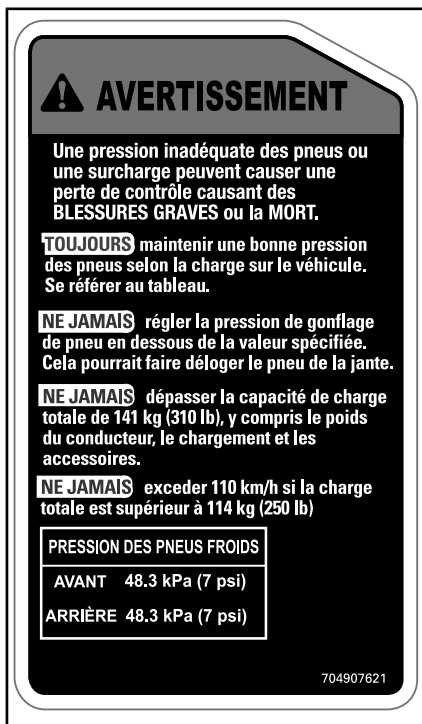 AVERTISSEMENT
Une pression inadéquate des pneus ou
une surcharge peuvent causer une
perte de contrôle causant des
BLESSURES GRAVES ou la MORT.
TOUJOURS maintenir une bonne pression
des pneus selon la charge sur le véhicule.
Se référer au tableau.
NE JAMAIS régler la pression de gonflage
de pneu en dessous de la valeur spécifiée.
Cela pourrait faire déloger le pneu de la jante.
NE JAMAIS dépasser la capacité de charge
totale de 141 kg (310 lb), y compris le poids
du conducteur, le chargement et les
accessoires.
NE JAMAIS exceder 110 km/h si la charge
totale est supérieur à 114 kg (250 lb)
PRESSION DES PNEUS FROIDS
AVANT 48.3 kPa (7 psi)
ARRIÈRE 48.3 kPa (7 psi)
704907621